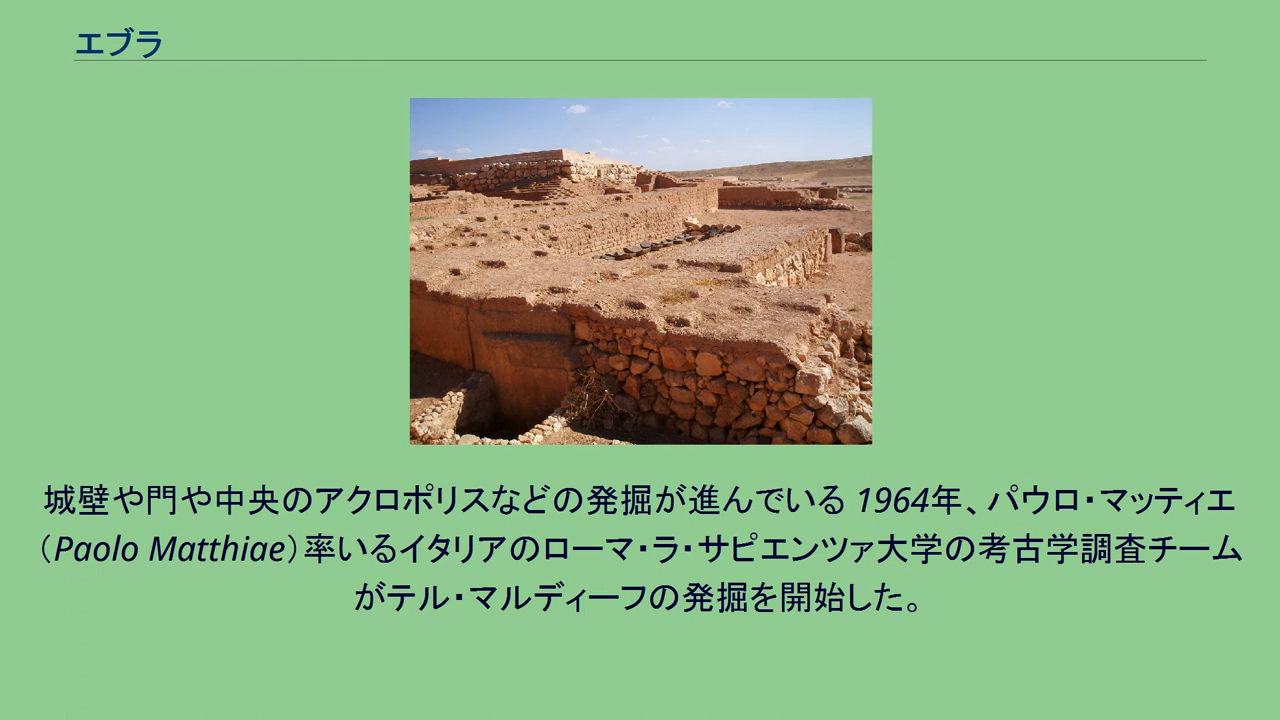 エブラ
城壁や門や中央のアクロポリスなどの発掘が進んでいる 1964年、パウロ・マッティエ
（Paolo Matthiae）率いるイタリアのローマ・ラ・サピエンツァ大学の考古学調査チーム
がテル・マルディーフの発掘を開始した。